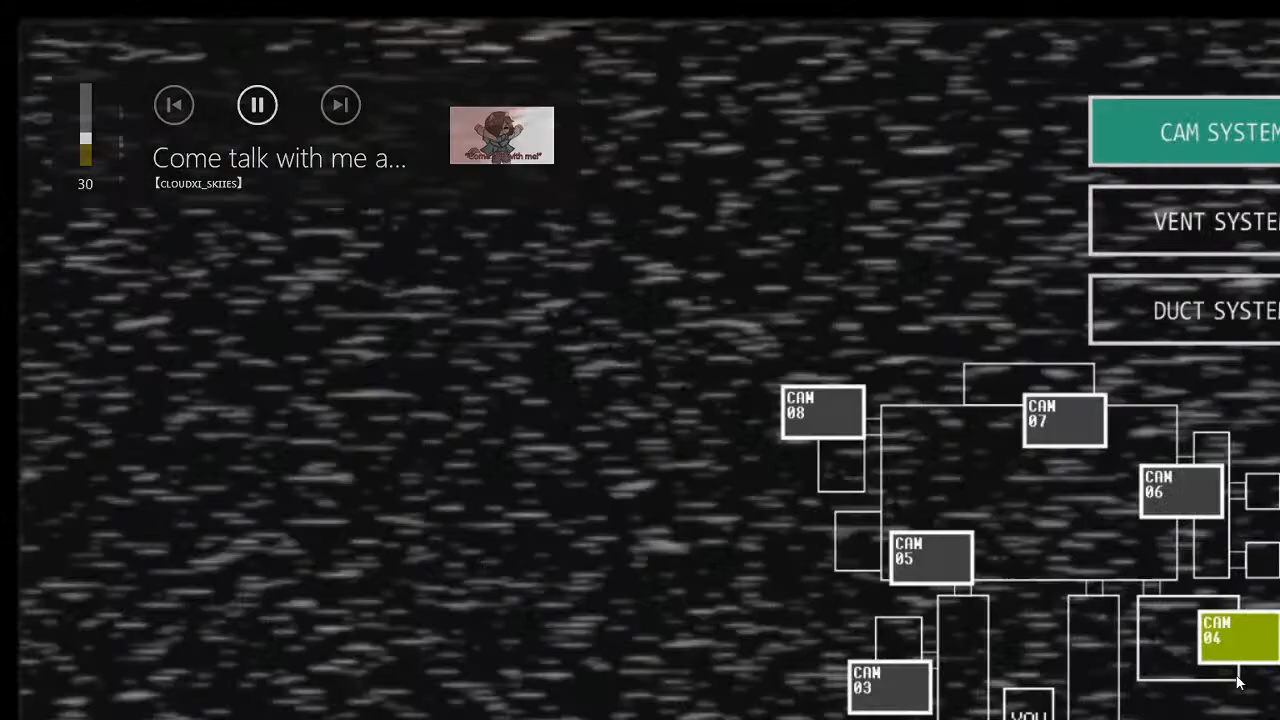 Come talk with me a...
30
【CLOUDXI_SKIIES】
CAM SYSTEM
VENT SYSTE
DUCT SYSTE
CAM
08
CAM
07
CAM
06
CAM
05
CAM
04
CAM
03
YOU